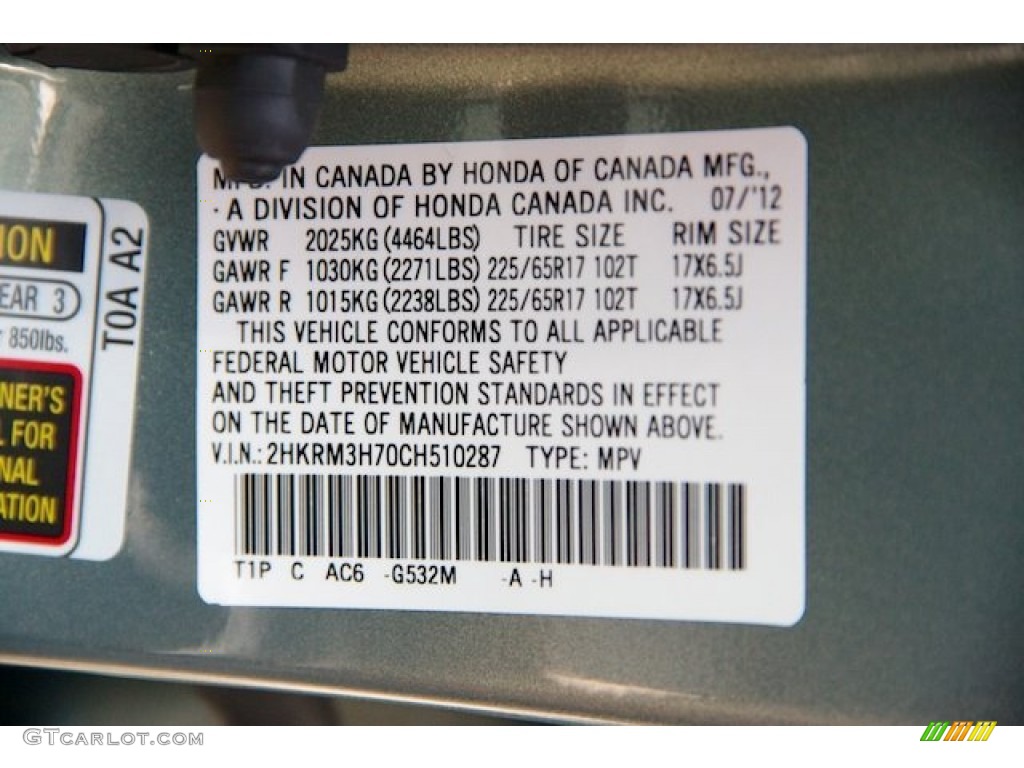 MFG. IN CANADA BY HONDA OF CANADA MFG.,
· A DIVISION OF HONDA CANADA INC. 07/'12
GVWR 2025KG (4464LBS) TIRE SIZE RIM SIZE
GAWR F 1030KG (2271LBS) 225/65R17 102T 17X6.5J
GAWR R 1015KG (2238LBS) 225/65R17 102T 17X6.5J
THIS VEHICLE CONFORMS TO ALL APPLICABLE
FEDERAL MOTOR VEHICLE SAFETY
AND THEFT PREVENTION STANDARDS IN EFFECT
ON THE DATE OF MANUFACTURE SHOWN ABOVE.
V.I.N.: 2HKRM3H70CH510287 TYPE: MPV
T1P C AC6 -G532M -A -H
ION
EAR 3
850lbs.
NER'S
L FOR
NAL
ATION
T0A A2
GTCARLOT.COM